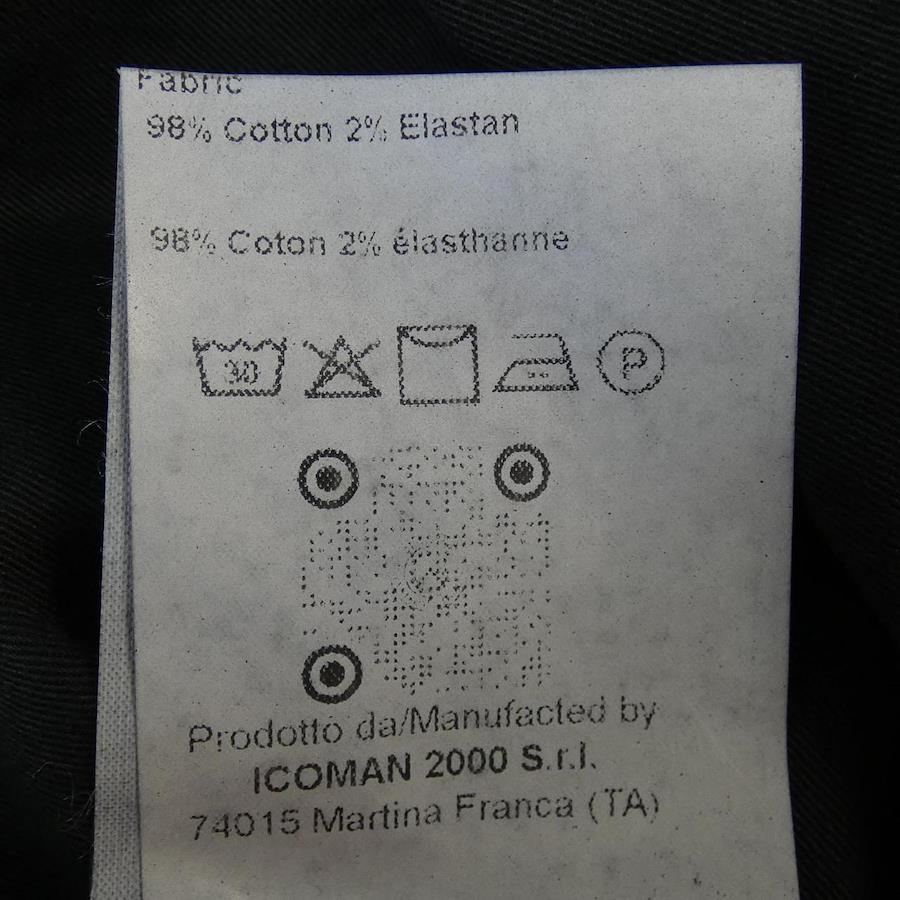 Fabric
98% Cotton 2% Elastan
98% Coton 2% élasthanne
30
P
Prodotto da/Manufacted by
ICOMAN 2000 S.r.l.
74015 Martina Franca (TA)